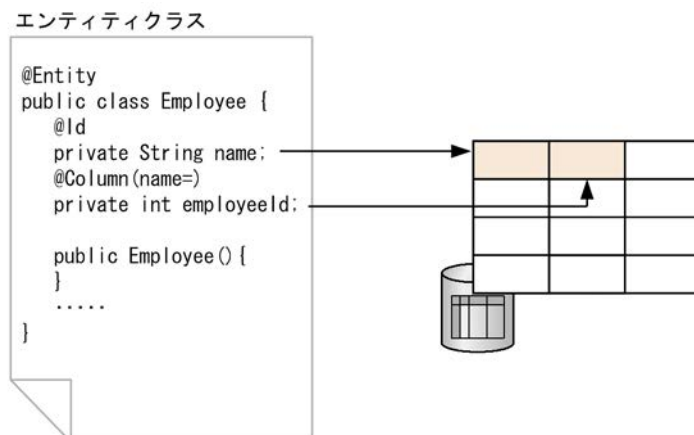 エンティティクラス
@Entity
public class Employee {
@Id
private String name;
@Column(name=)
private int employeeId;
public Employee(){
}
.....
}